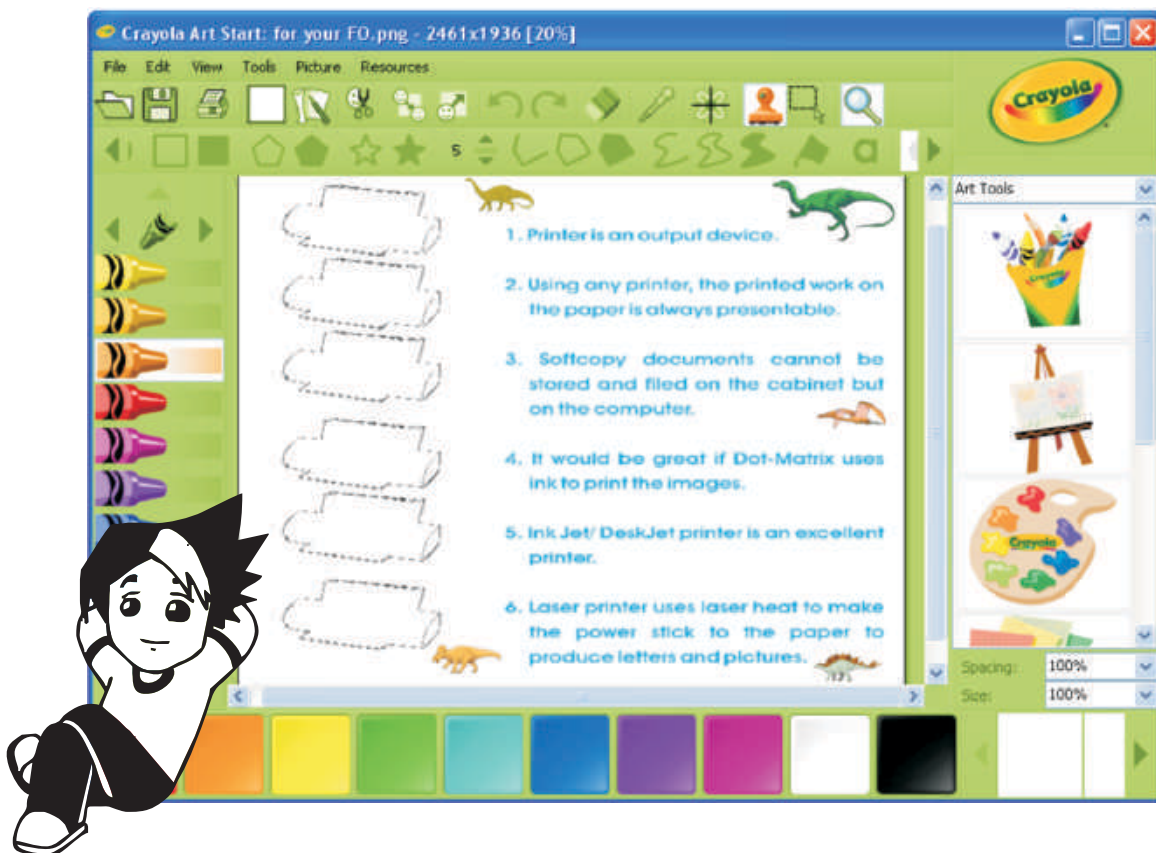 Crayola Art Start: for your FO.png - 2461x1936 [20%]
File Edit View Tools Picture Resources
Crayola
5
a
Art Tools
1. Printer is an output device.
2. Using any printer, the printed work on
the paper is always presentable.
3. Softcopy documents cannot be
stored and filed on the cabinet but
on the computer.
4. It would be great if Dot-Matrix uses
ink to print the images.
5. Ink Jet/ DeskJet printer is an excellent
printer.
6. Laser printer uses laser heat to make
the power stick to the paper to
produce letters and pictures.
Crayola
Crayola
Spacing: 100%
Size: 100%